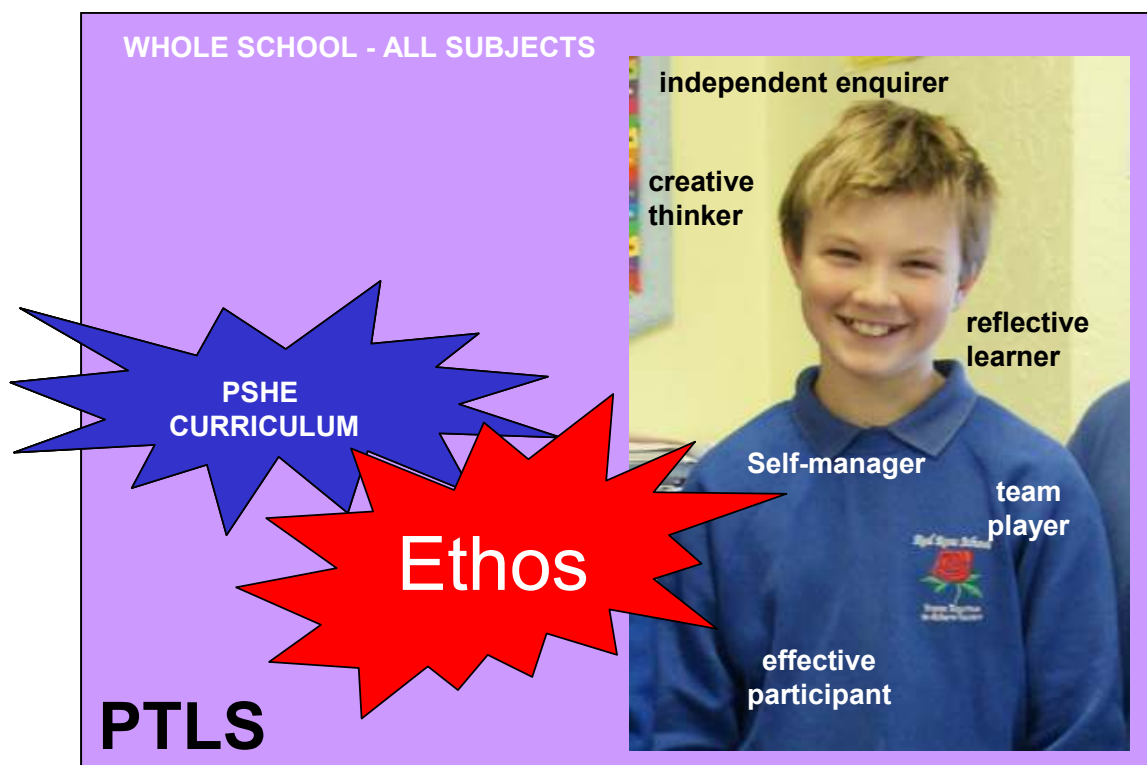 WHOLE SCHOOL - ALL SUBJECTS
independent enquirer
creative
thinker
reflective
learner
PSHE
CURRICULUM
Self-manager
team
player
Ethos
effective
participant
PTLS